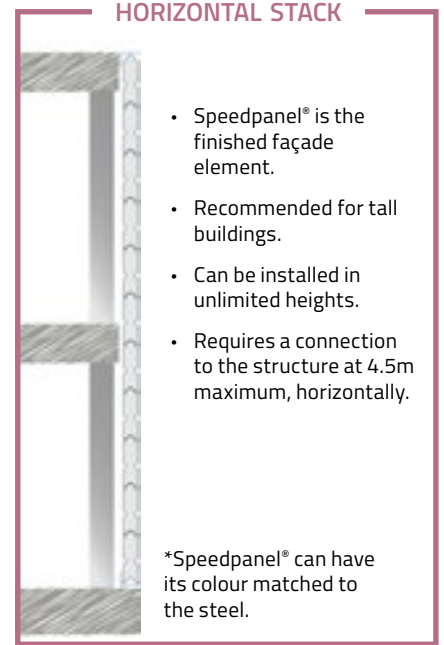 HORIZONTAL STACK
• Speedpanel® is the
finished façade
element.
• Recommended for tall
buildings.
• Can be installed in
unlimited heights.
• Requires a connection
to the structure at 4.5m
maximum, horizontally.
*Speedpanel® can have
its colour matched to
the steel.